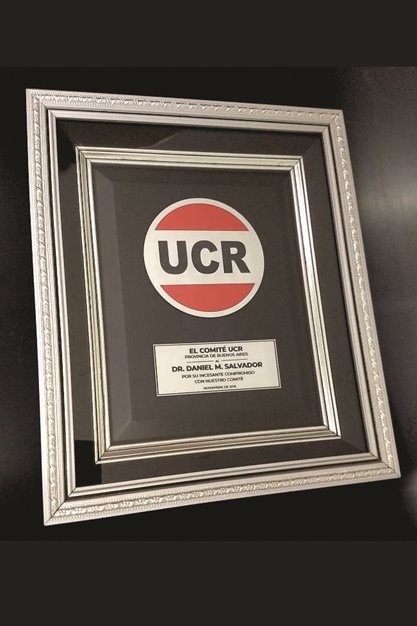 UCR
EL COMITÉ UCR
PROVINCIA DE BUENOS AIRES
AL
DR. DANIEL M. SALVADOR
POR SU INCESANTE COMPROMISO
CON NUESTRO COMITÉ